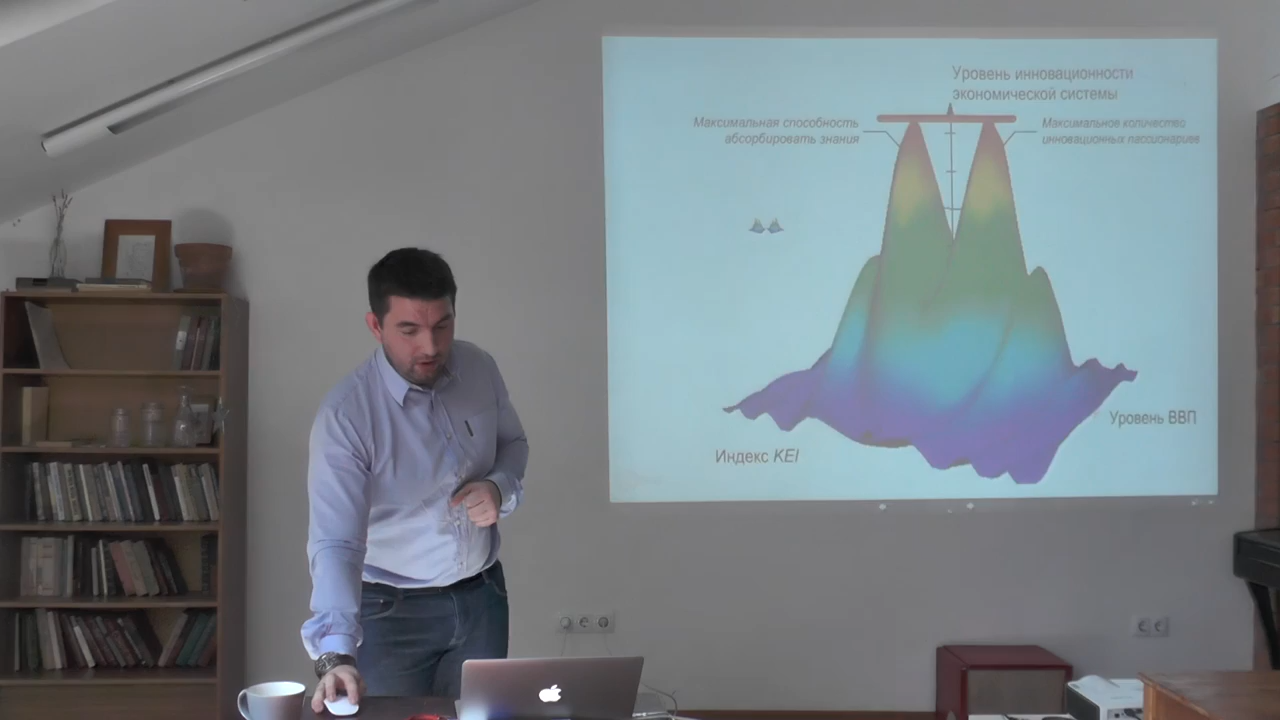 Уровень инновационности
экономической системы
Максимальная способность
абсорбировать знания
Максимальное количество
инновационных пассионариев
Уровень ВВП
Индекс KEI